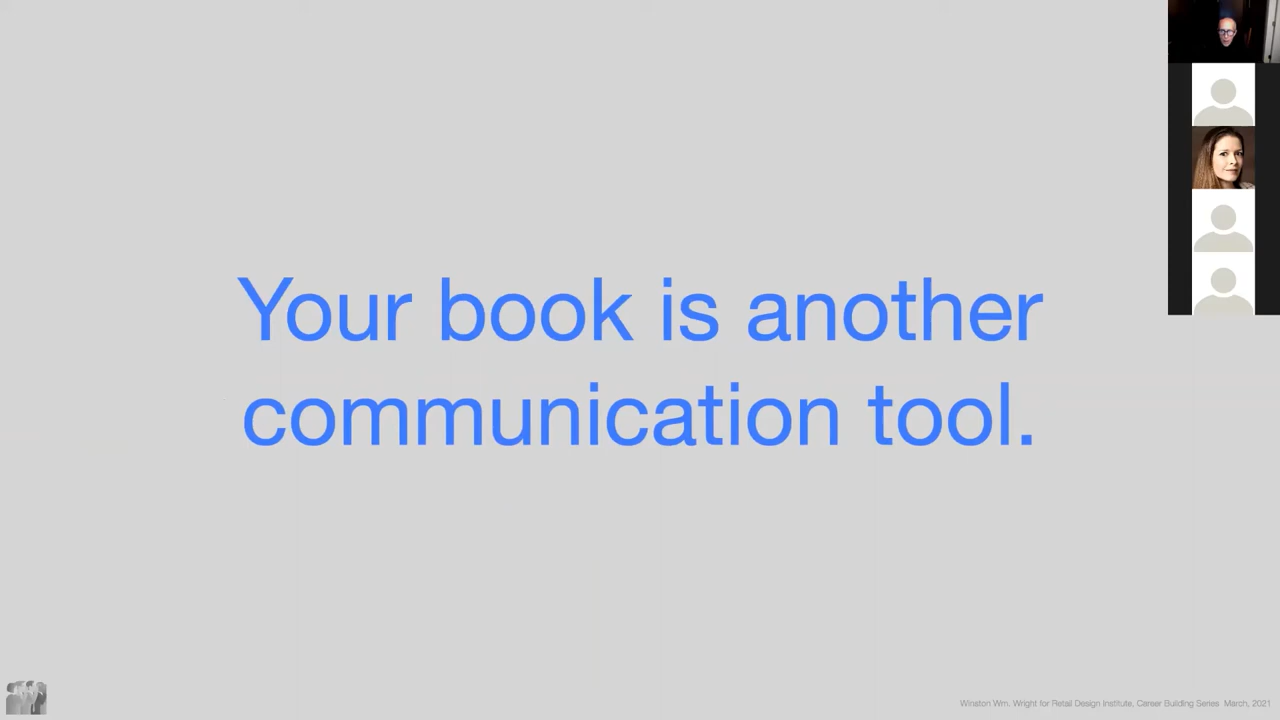 Your book is another
communication tool.
Winston Wm. Wright for Retail Design Institute, Career Building Series March, 2021